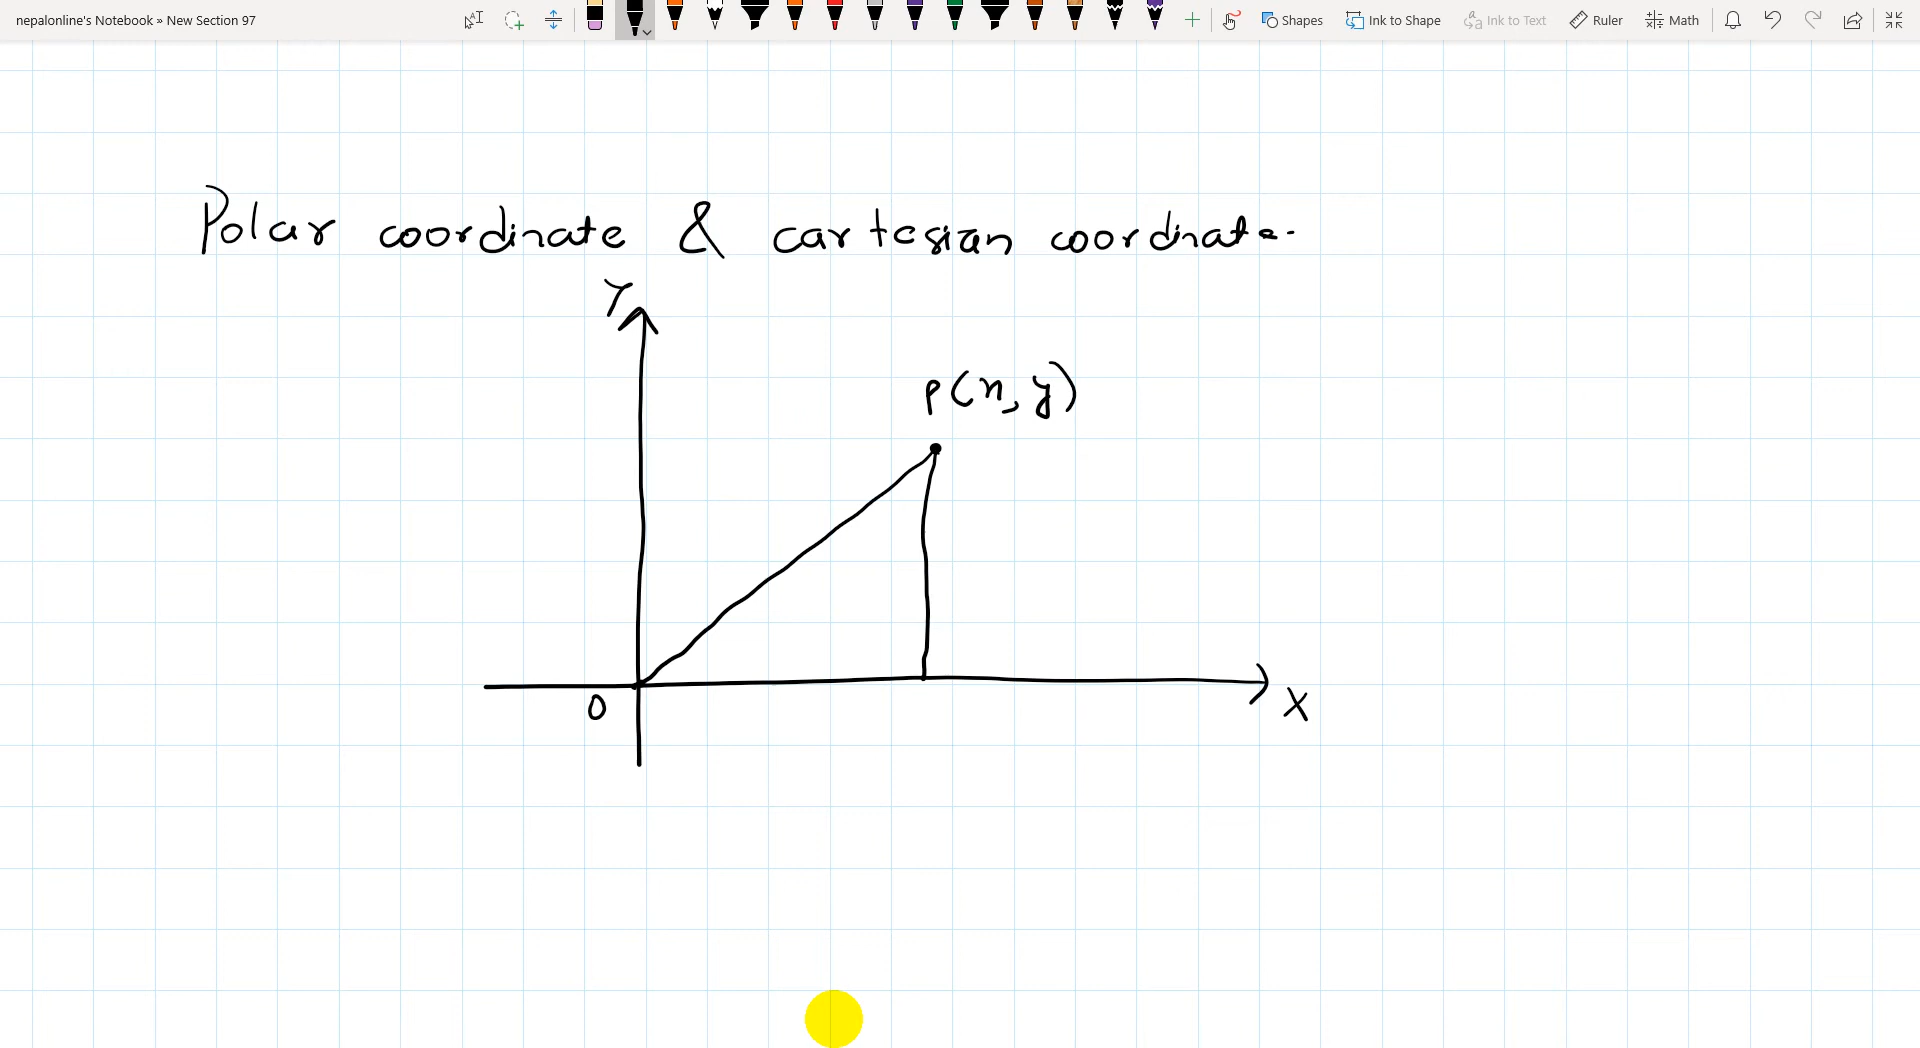 nepalonline's Notebook » New Section 97
Shapes
Ink to Shape
Ink to Text
Ruler
Math
Polar coordinate & cartesian coordinate.
Y
P(x, y)
O
X